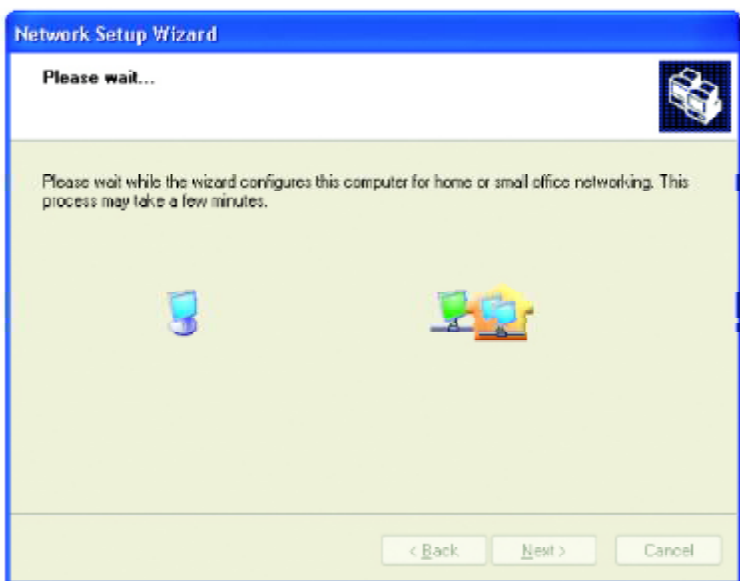 Network Setup Wizard
Please wait...
Please wait while the wizard configures this computer for home or small office networking. This
process may take a few minutes.
< Back Next > Cancel